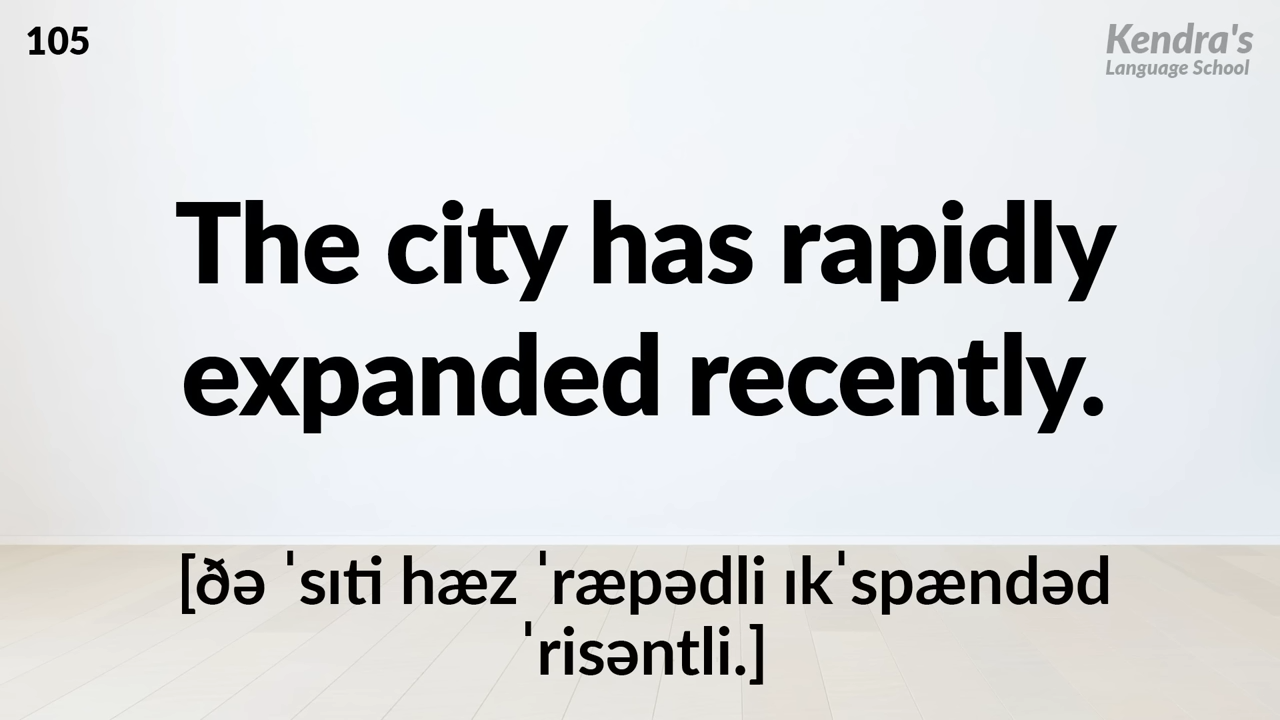 105
Kendra's
Language School
The city has rapidly
expanded recently.
[ðə ˈsɪti hæz ˈræpədli ɪkˈspændəd
ˈrisəntli.]